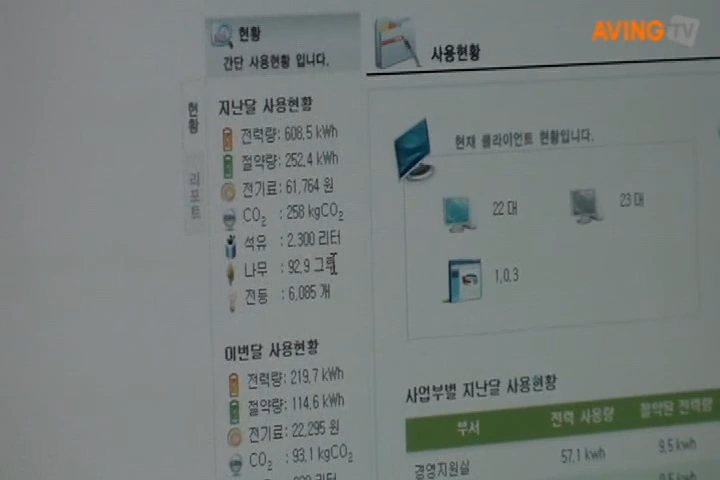 AVING TV
현황
간단 사용현황 입니다.
사용현황
현황
리포트
지난달 사용현황
전력량: 608,5 kWh
절약량: 252,4 kWh
전기료: 61,764 원
CO2 : 258 kgCO2
석유 : 2,300 리터
나무 : 92,9 그루
전등 : 6,085 개
현재 클라이언트 현황입니다.
22 대
23 대
1,0,3
이번달 사용현황
전력량: 219,7 kWh
절약량: 114,6 kWh
전기료: 22,295 원
CO2 : 93,1 kgCO2
사업부별 지난달 사용현황
부서 전력 사용량 절약된 전력량
경영지원실 57,1 kwh 9,5 kwh